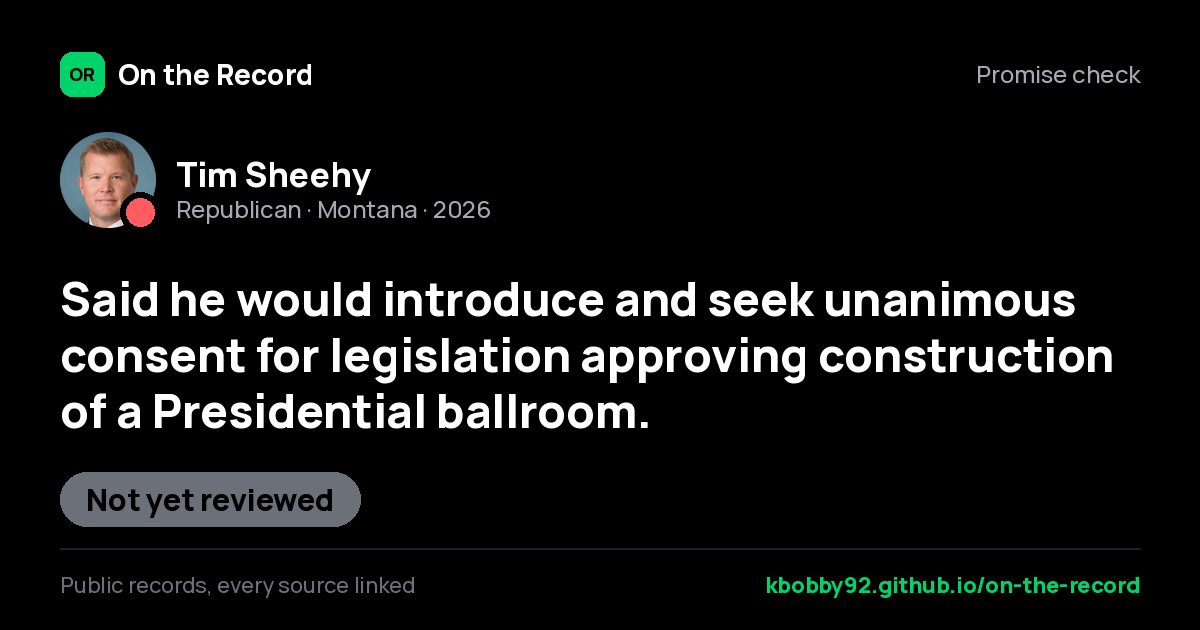 OR On the Record
Promise check
Tim Sheehy
Republican · Montana · 2026
Said he would introduce and seek unanimous
consent for legislation approving construction
of a Presidential ballroom.
Not yet reviewed
Public records, every source linked
kbobby92.github.io/on-the-record